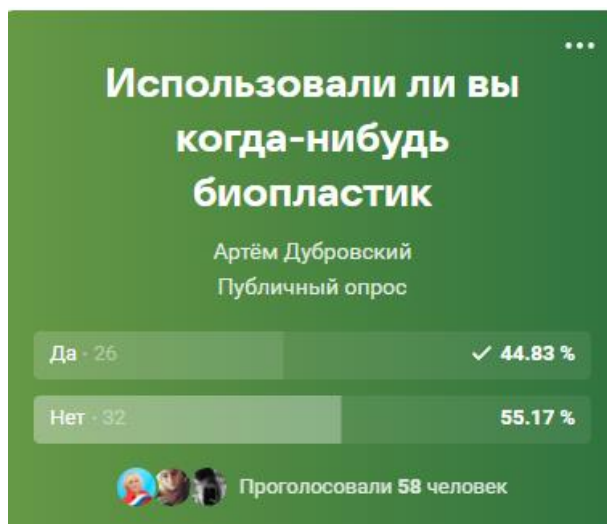 Использовали ли вы
когда-нибудь
биопластик
Артём Дубровский
Публичный опрос
Да · 26 44.83 %
Нет · 32 55.17 %
Проголосовали 58 человек